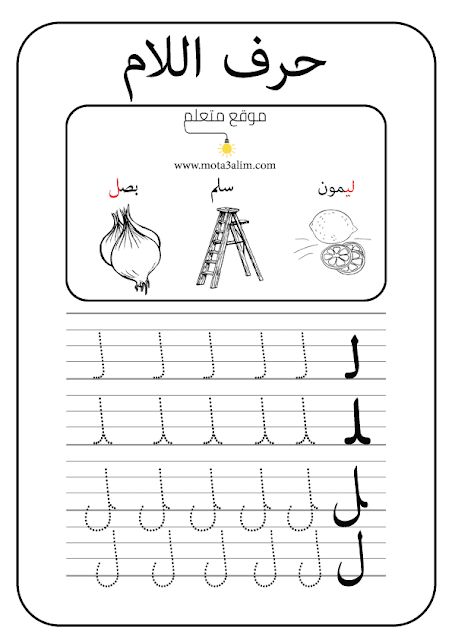 حرف اللام
موقع متعلم
www.mota3alim.com
ليمون سلم بصل
لـ لـ لـ لـ لـ لـ
ـلـ ـلـ ـلـ ـلـ ـلـ ـلـ
ـل ـل ـل ـل ـل ـل
ل ل ل ل ل